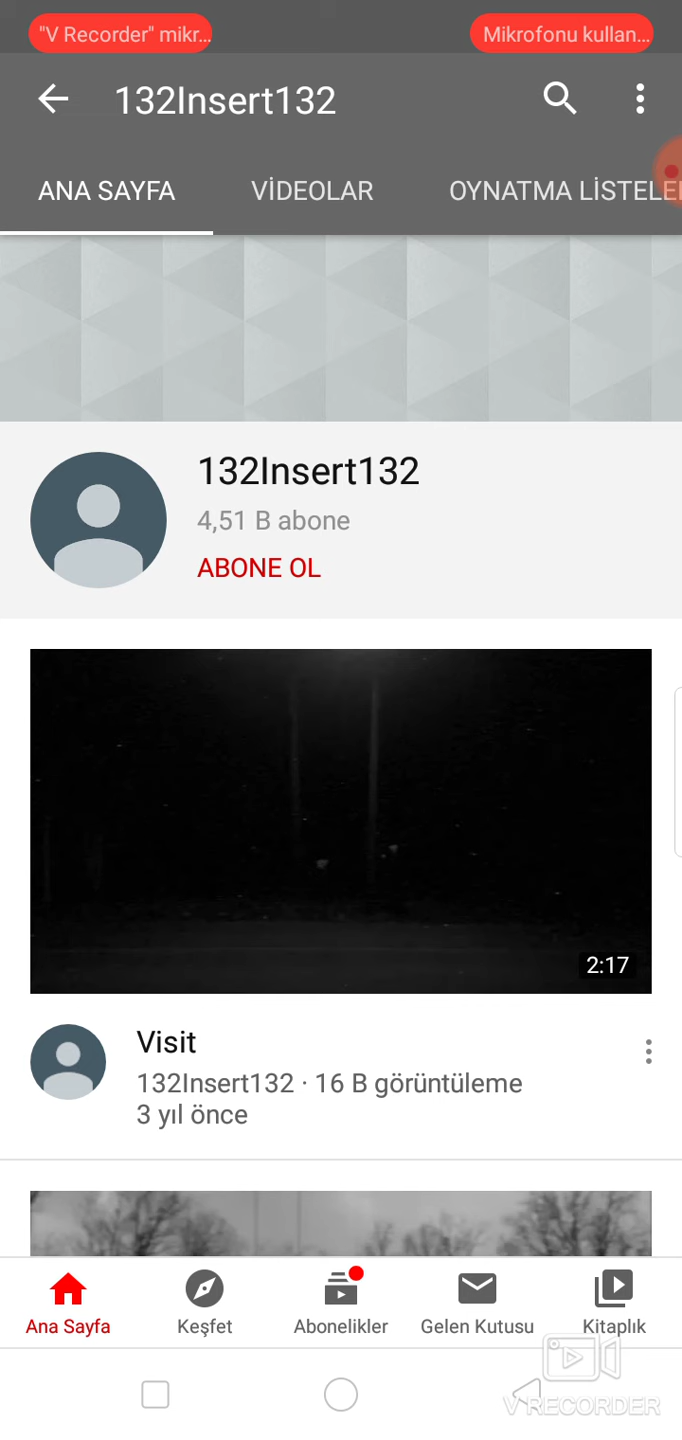 "V Recorder" mikr...
Mikrofonu kullan...
132Insert132
ANA SAYFA
VİDEOLAR
OYNATMA LİSTELE
132Insert132
4,51 B abone
ABONE OL
2:17
Visit
132Insert132 · 16 B görüntüleme
3 yıl önce
Ana Sayfa
Keşfet
Abonelikler
Gelen Kutusu
Kitaplık
V RECORDER